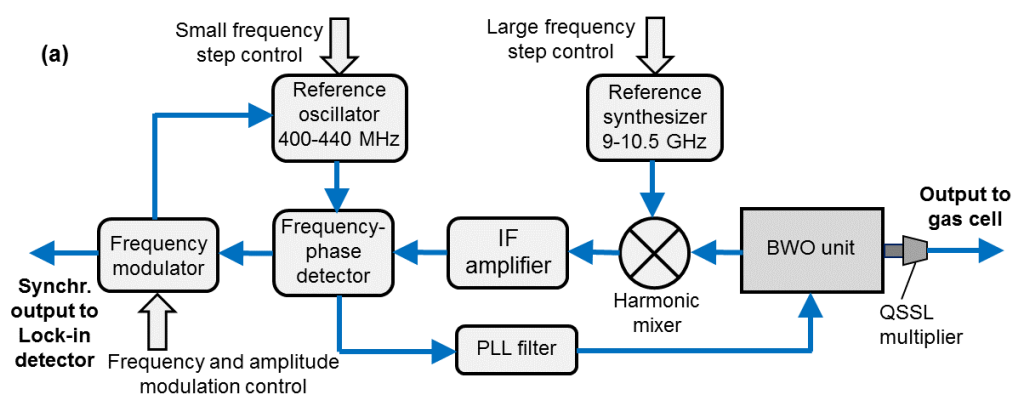 (a)
Small frequency
step control
Large frequency
step control
Reference
oscillator
400-440 MHz
Reference
synthesizer
9-10.5 GHz
Output to
gas cell
Frequency
modulator
Frequency-
phase
detector
IF
amplifier
BWO unit
Harmonic
mixer
QSSL
multiplier
Synchr.
output to
Lock-in
detector
PLL filter
Frequency and amplitude
modulation control